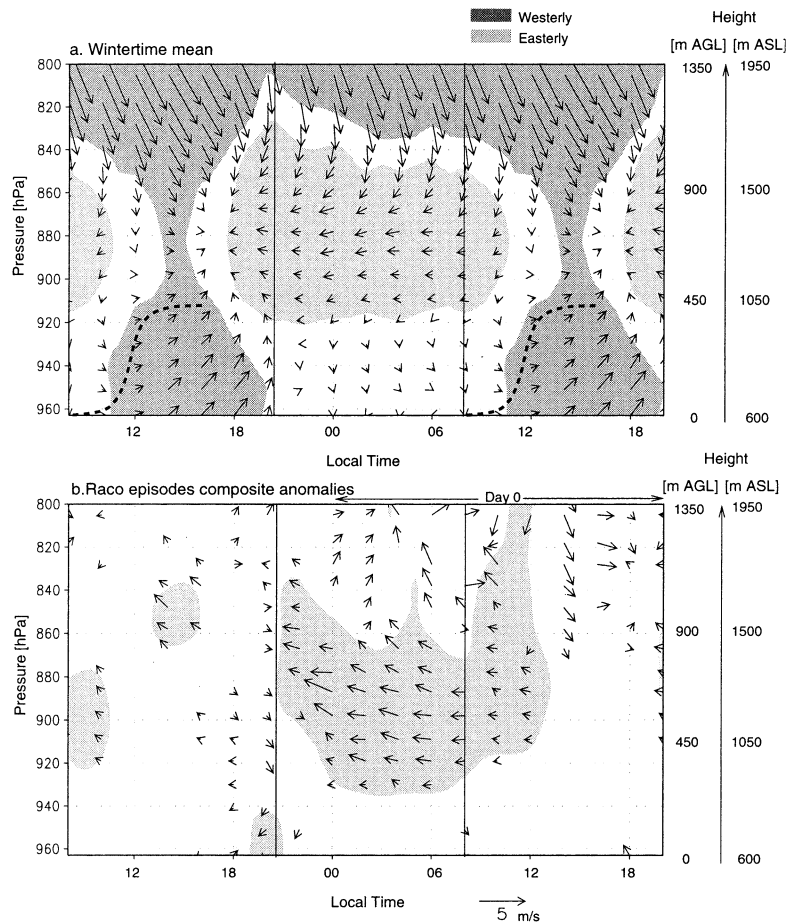 Westerly
Easterly
Height
[m AGL] [m ASL]
a. Wintertime mean
800
820
840
860
880
900
920
940
960
Pressure [hPa]
1350 1950
900 1500
450 1050
0 600
12 18 00 06 12 18
Local Time
Height
[m AGL] [m ASL]
b.Raco episodes composite anomalies
Day 0
800
820
840
860
880
900
920
940
960
Pressure [hPa]
1350 1950
900 1500
450 1050
0 600
12 18 00 06 12 18
Local Time
5 m/s